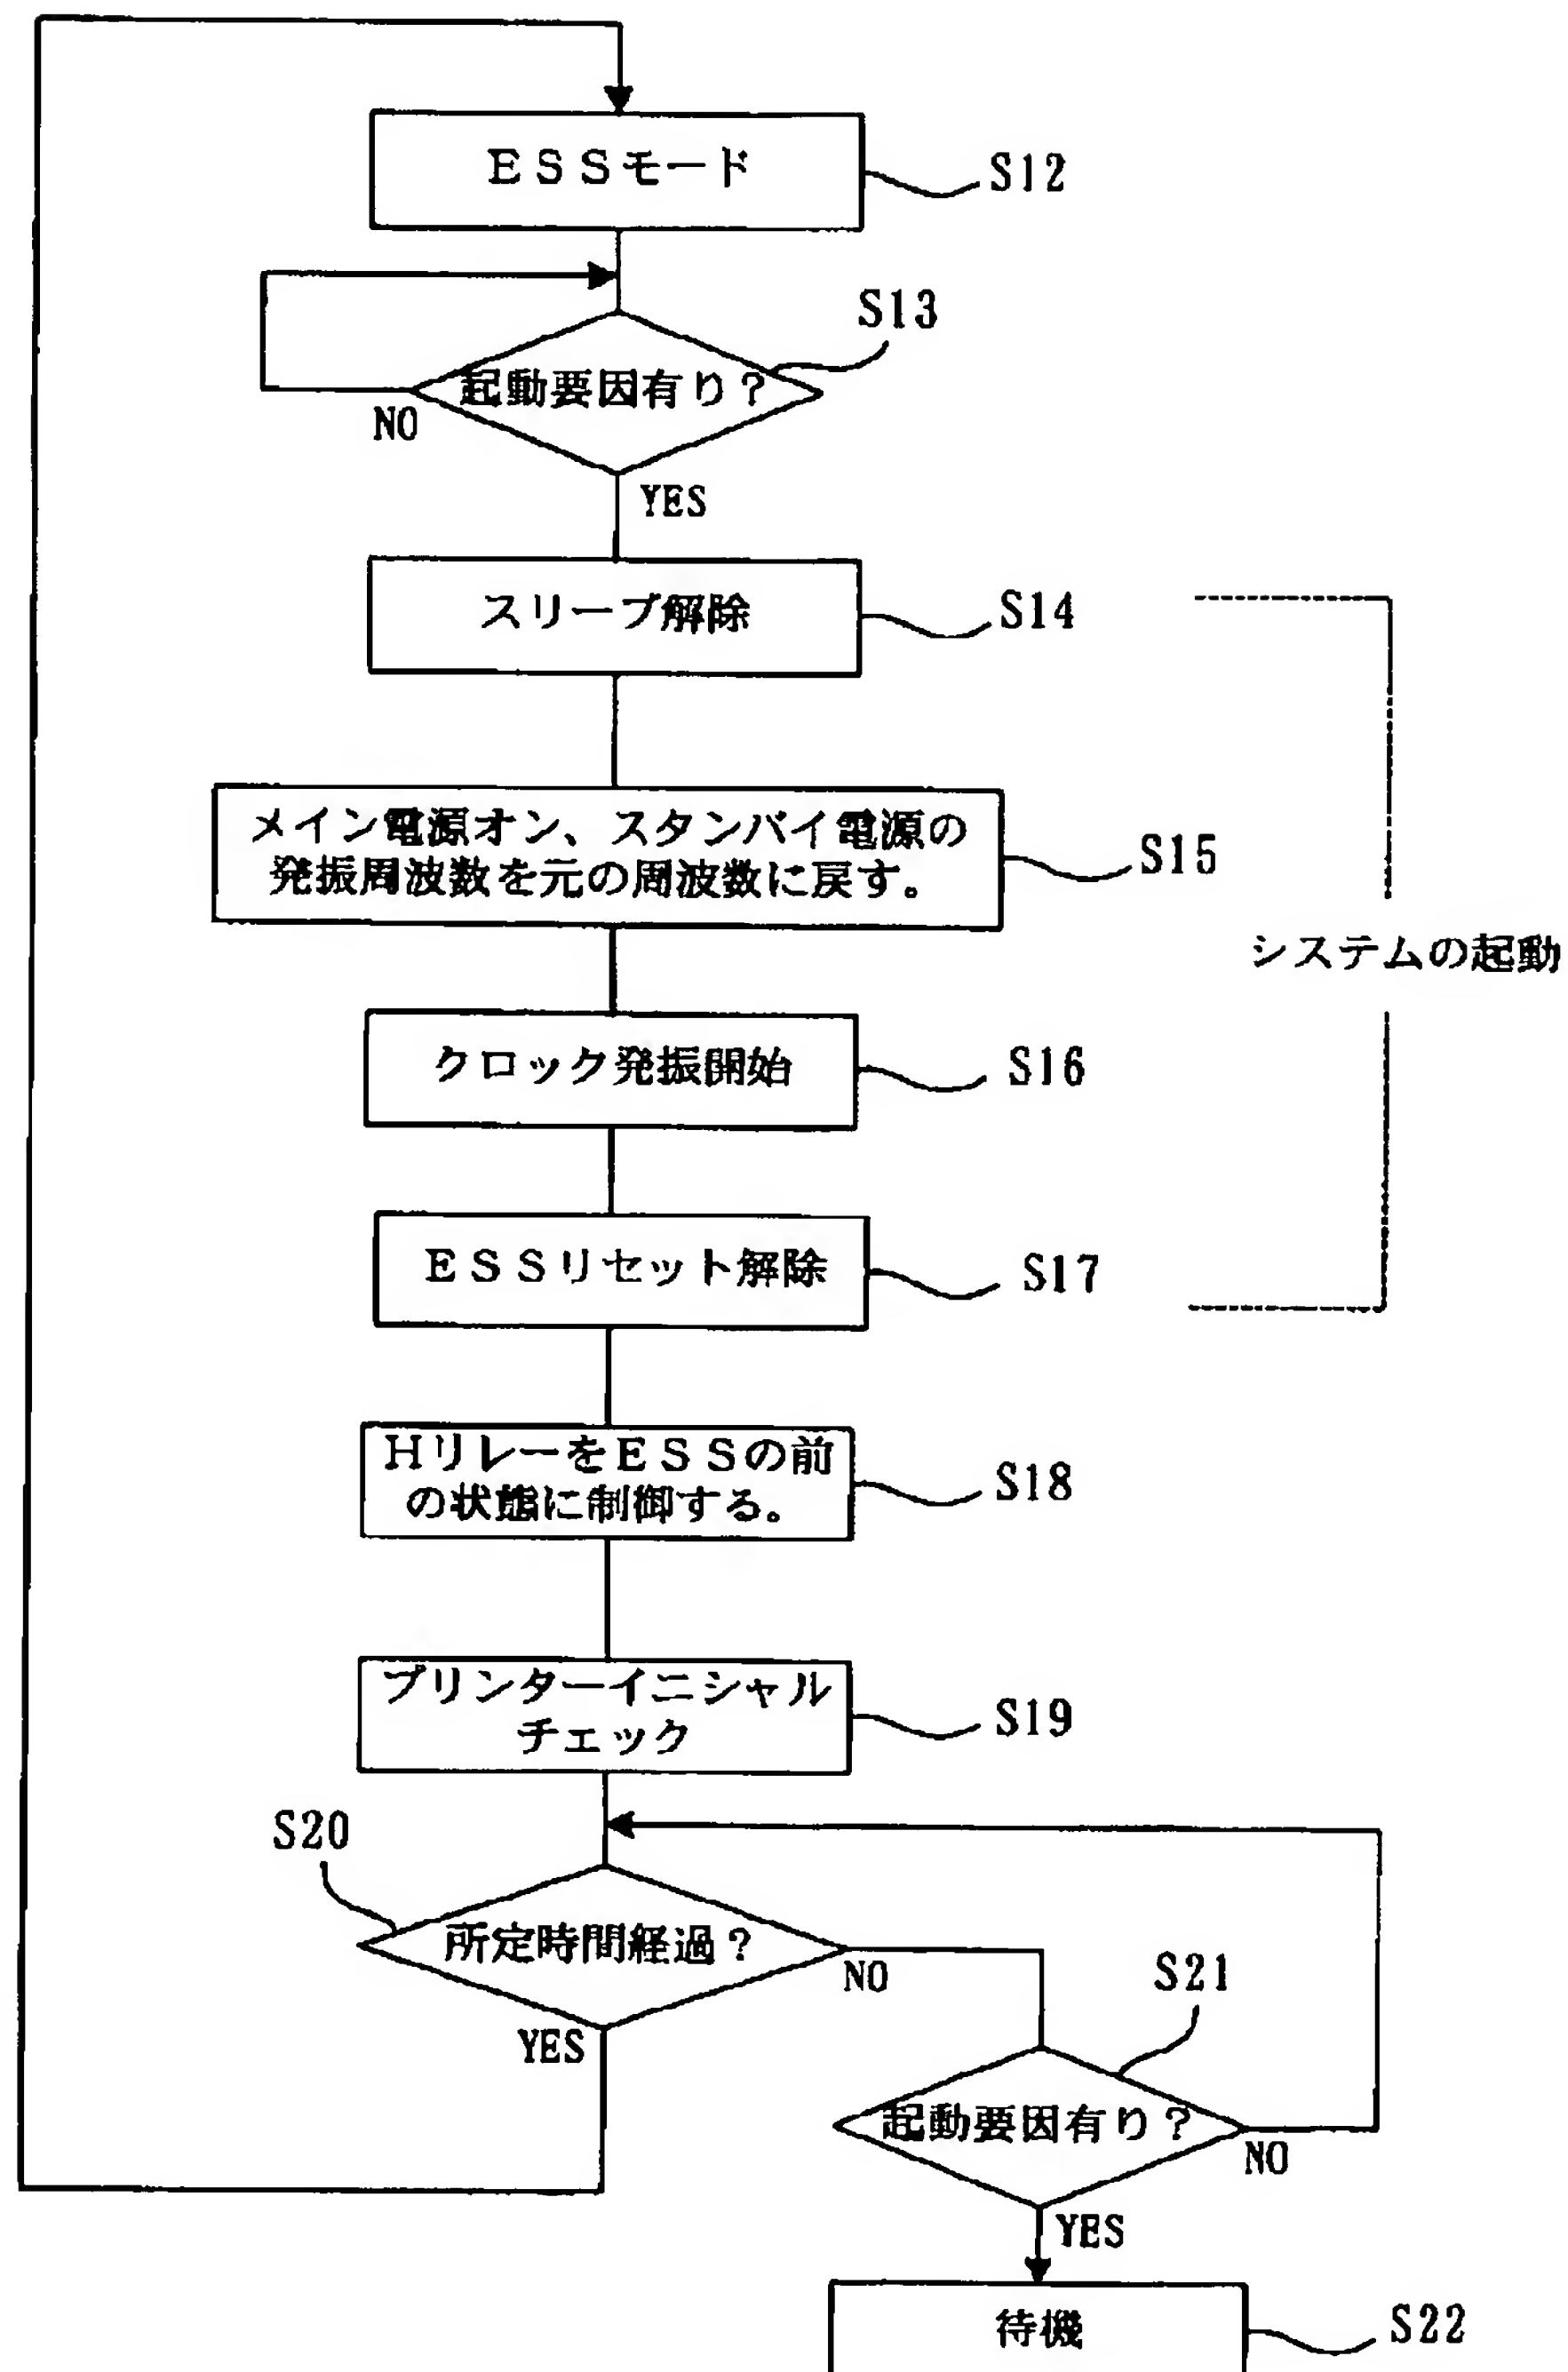 ESSモード
S12
S13
起動要因有り?
NO
YES
スリープ解除
S14
メイン電源オン、スタンバイ電源の
発振周波数を元の周波数に戻す。
S15
システムの起動
クロック発振開始
S16
ESSリセット解除
S17
HリレーをESSの前
の状態に制御する。
S18
プリンターイニシャル
チェック
S19
S20
所定時間経過?
NO
YES
S21
起動要因有り?
NO
YES
待機
S22